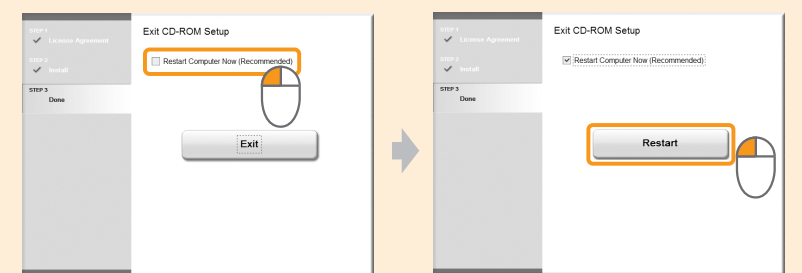 STEP 1
License Agreement
STEP 2
Install
STEP 3
Done
Exit CD-ROM Setup
Restart Computer Now (Recommended)
Exit
STEP 1
License Agreement
STEP 2
Install
STEP 3
Done
Exit CD-ROM Setup
Restart Computer Now (Recommended)
Restart